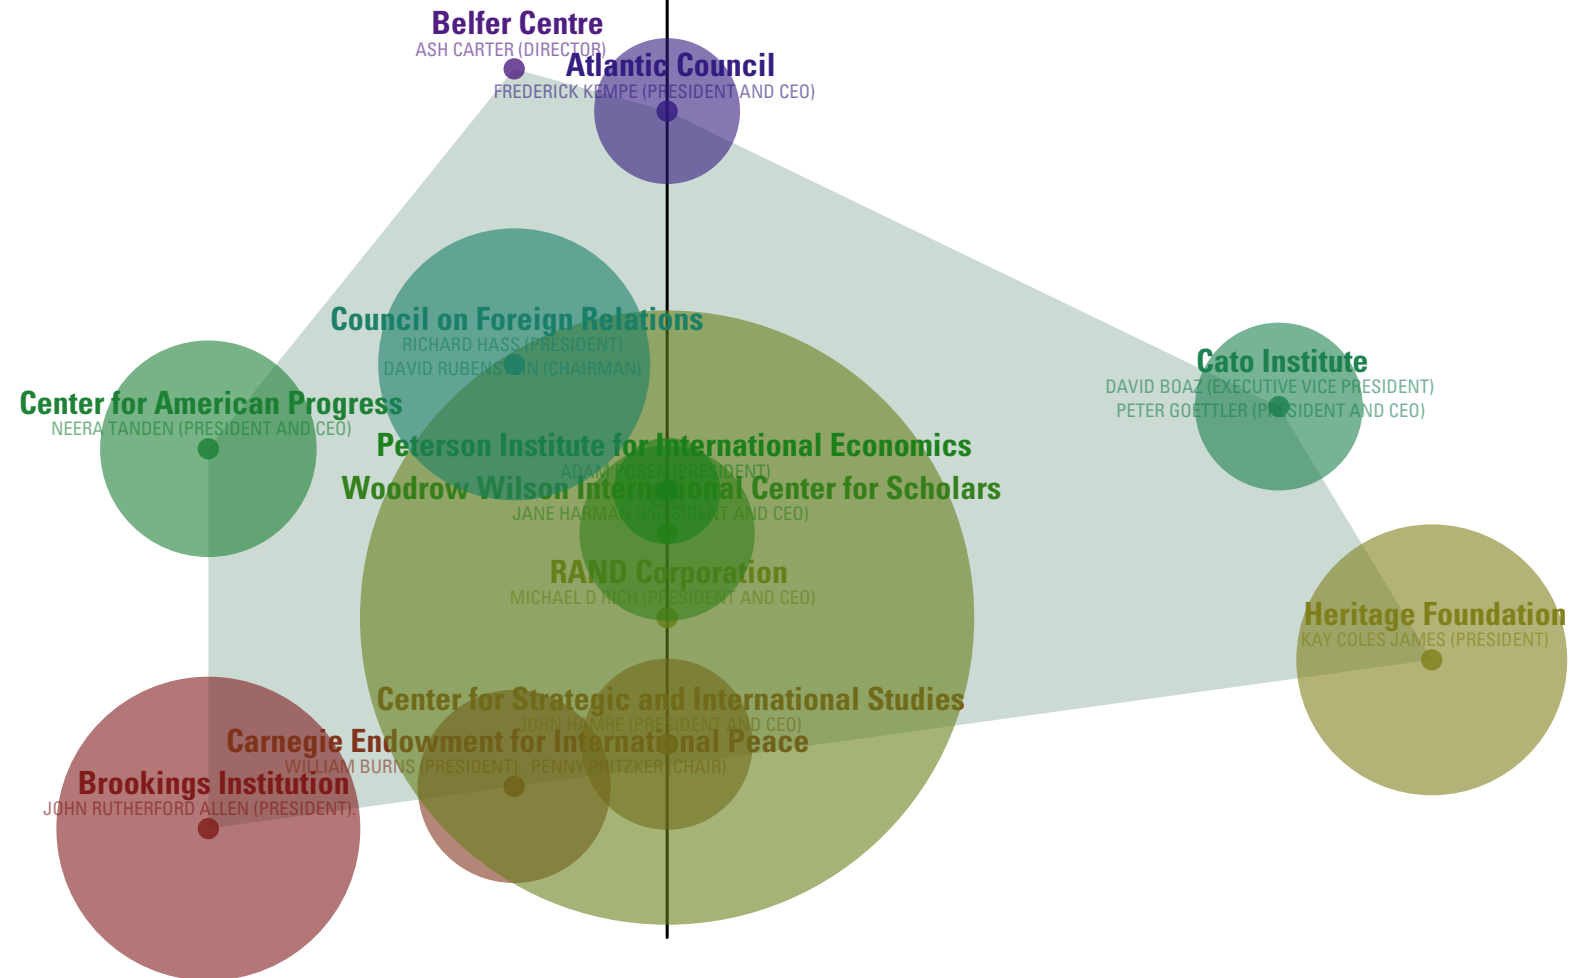 Belfer Centre
ASH CARTER (DIRECTOR)
Atlantic Council
FREDERICK KEMPE (PRESIDENT AND CEO)
Council on Foreign Relations
RICHARD HASS (PRESIDENT)
DAVID RUBENSTEIN (CHAIRMAN)
Cato Institute
DAVID BOAZ (EXECUTIVE VICE PRESIDENT)
PETER GOETTLER (PRESIDENT AND CEO)
Center for American Progress
NEERA TANDEN (PRESIDENT AND CEO)
Peterson Institute for International Economics
ADAM POSEN (PRESIDENT)
Woodrow Wilson International Center for Scholars
JANE HARMAN (PRESIDENT AND CEO)
RAND Corporation
MICHAEL D RICH (PRESIDENT AND CEO)
Heritage Foundation
KAY COLES JAMES (PRESIDENT)
Center for Strategic and International Studies
JOHN HAMRE (PRESIDENT AND CEO)
Carnegie Endowment for International Peace
WILLIAM BURNS (PRESIDENT). PENNY PRITZKER (CHAIR)
Brookings Institution
JOHN RUTHERFORD ALLEN (PRESIDENT).